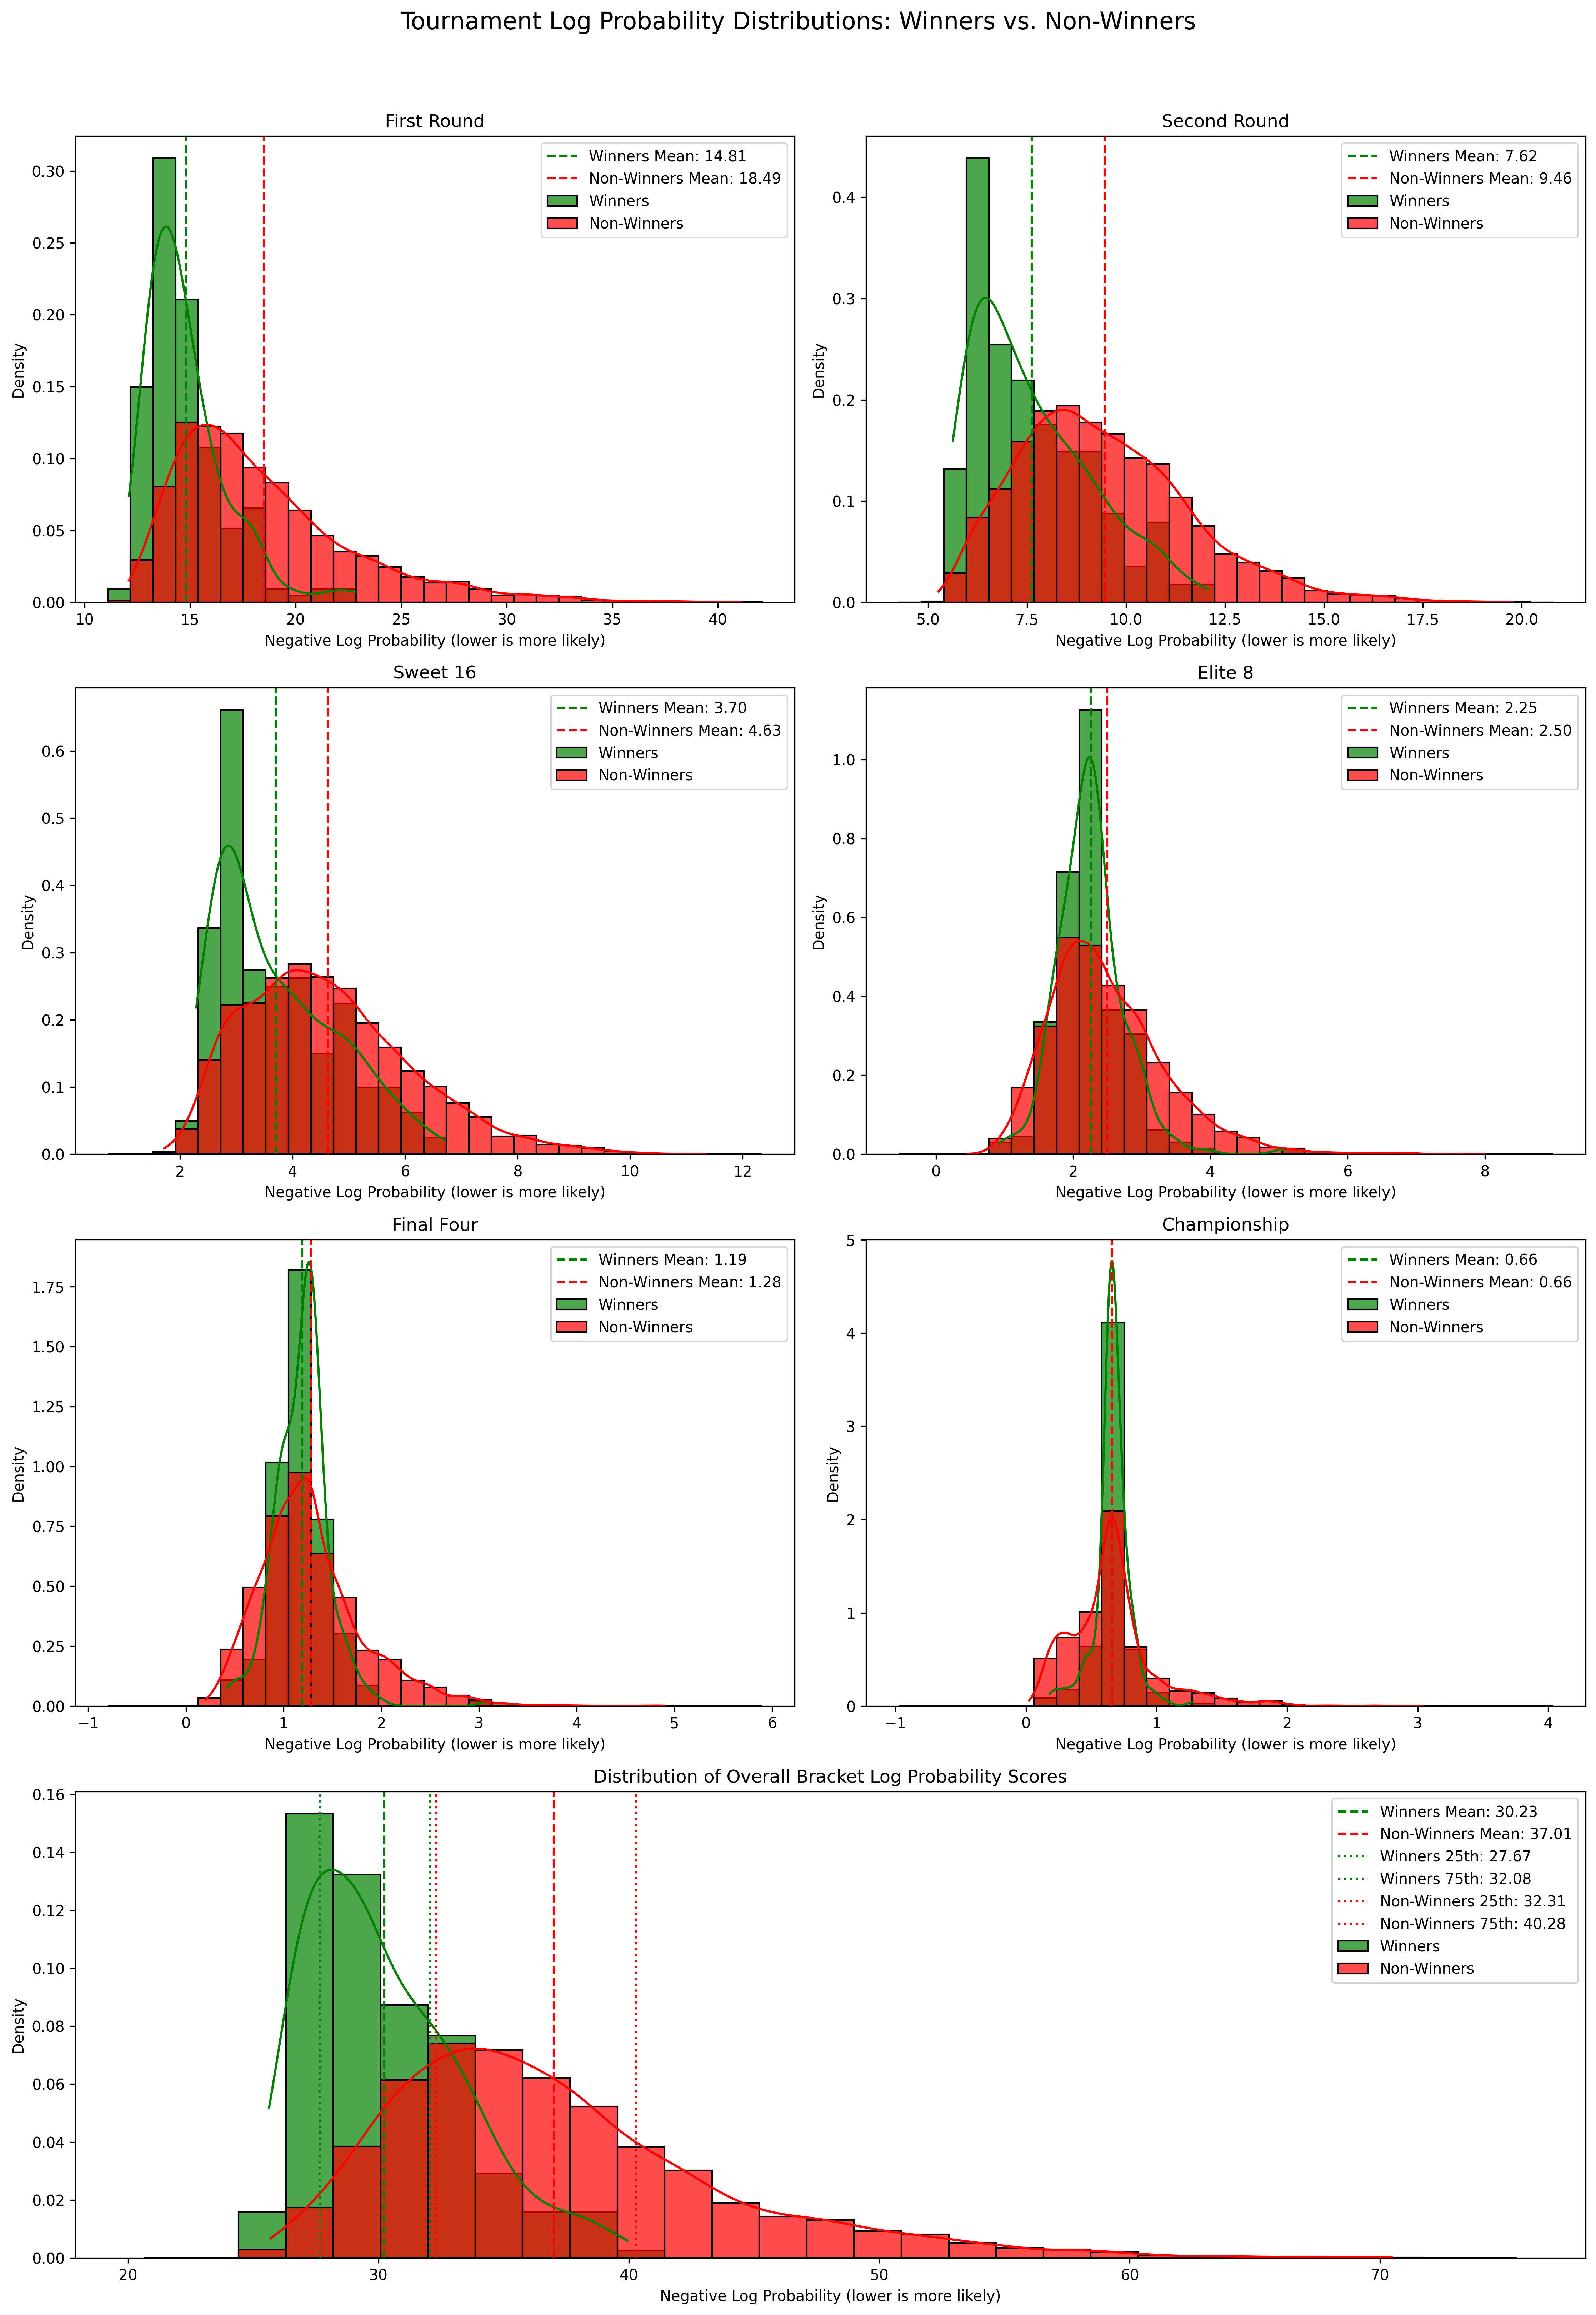 Tournament Log Probability Distributions: Winners vs. Non-Winners
First Round
Winners Mean: 14.81
Non-Winners Mean: 18.49
Winners
Non-Winners
0.30
0.25
0.20
0.15
0.10
0.05
0.00
Density
10 15 20 25 30 35 40
Negative Log Probability (lower is more likely)
Second Round
Winners Mean: 7.62
Non-Winners Mean: 9.46
Winners
Non-Winners
0.4
0.3
0.2
0.1
0.0
Density
5.0 7.5 10.0 12.5 15.0 17.5 20.0
Negative Log Probability (lower is more likely)
Sweet 16
Winners Mean: 3.70
Non-Winners Mean: 4.63
Winners
Non-Winners
0.6
0.5
0.4
0.3
0.2
0.1
0.0
Density
2 4 6 8 10 12
Negative Log Probability (lower is more likely)
Elite 8
Winners Mean: 2.25
Non-Winners Mean: 2.50
Winners
Non-Winners
1.0
0.8
0.6
0.4
0.2
0.0
Density
0 2 4 6 8
Negative Log Probability (lower is more likely)
Final Four
Winners Mean: 1.19
Non-Winners Mean: 1.28
Winners
Non-Winners
1.75
1.50
1.25
1.00
0.75
0.50
0.25
0.00
Density
−1 0 1 2 3 4 5 6
Negative Log Probability (lower is more likely)
Championship
Winners Mean: 0.66
Non-Winners Mean: 0.66
Winners
Non-Winners
5
4
3
2
1
0
Density
−1 0 1 2 3 4
Negative Log Probability (lower is more likely)
Distribution of Overall Bracket Log Probability Scores
Winners Mean: 30.23
Non-Winners Mean: 37.01
Winners 25th: 27.67
Winners 75th: 32.08
Non-Winners 25th: 32.31
Non-Winners 75th: 40.28
Winners
Non-Winners
0.16
0.14
0.12
0.10
0.08
0.06
0.04
0.02
0.00
Density
20 30 40 50 60 70
Negative Log Probability (lower is more likely)